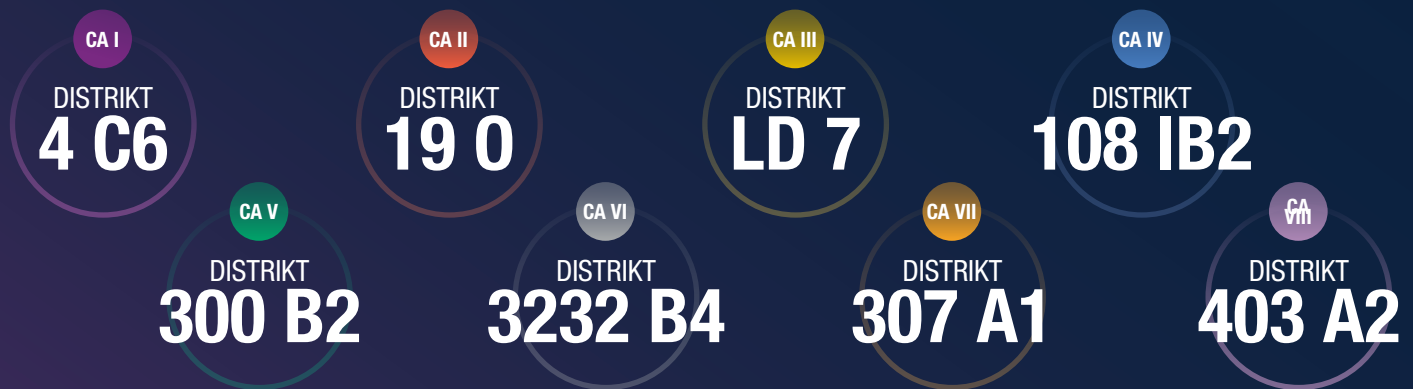 CA I
DISTRIKT
4 C6
CA II
DISTRIKT
19 O
CA III
DISTRIKT
LD 7
CA IV
DISTRIKT
108 IB2
CA V
DISTRIKT
300 B2
CA VI
DISTRIKT
3232 B4
CA VII
DISTRIKT
307 A1
CA
VIII
DISTRIKT
403 A2